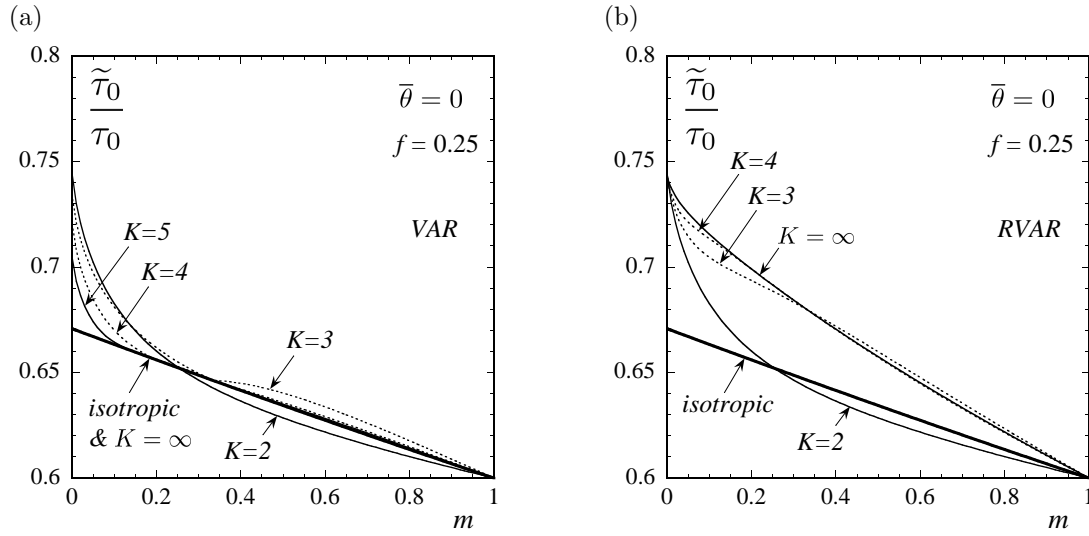 (a)
0.8
0.75
0.7
0.65
0.6
τ̃₀
τ₀
θ̄ = 0
f = 0.25
VAR
K=5
K=4
K=3
isotropic
& K = ∞
K=2
0 0.2 0.4 0.6 0.8 1
m
(b)
0.8
0.75
0.7
0.65
0.6
τ̃₀
τ₀
θ̄ = 0
f = 0.25
K=4
K=3
RVAR
K = ∞
isotropic
K=2
0 0.2 0.4 0.6 0.8 1
m